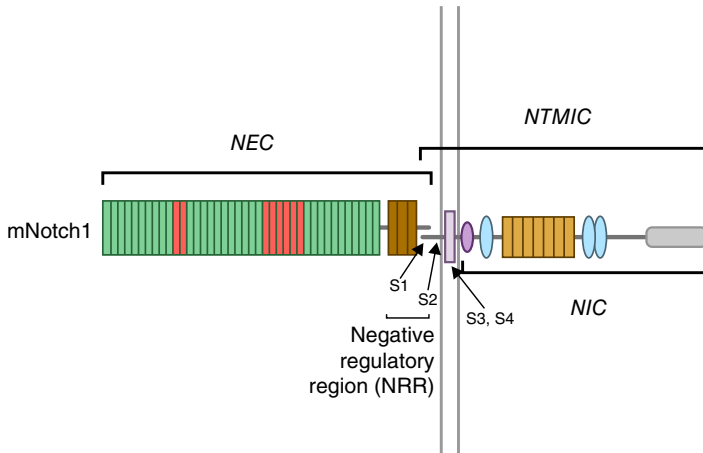 NTMIC
NEC
mNotch1
S1
S2
S3, S4
NIC
Negative
regulatory
region (NRR)